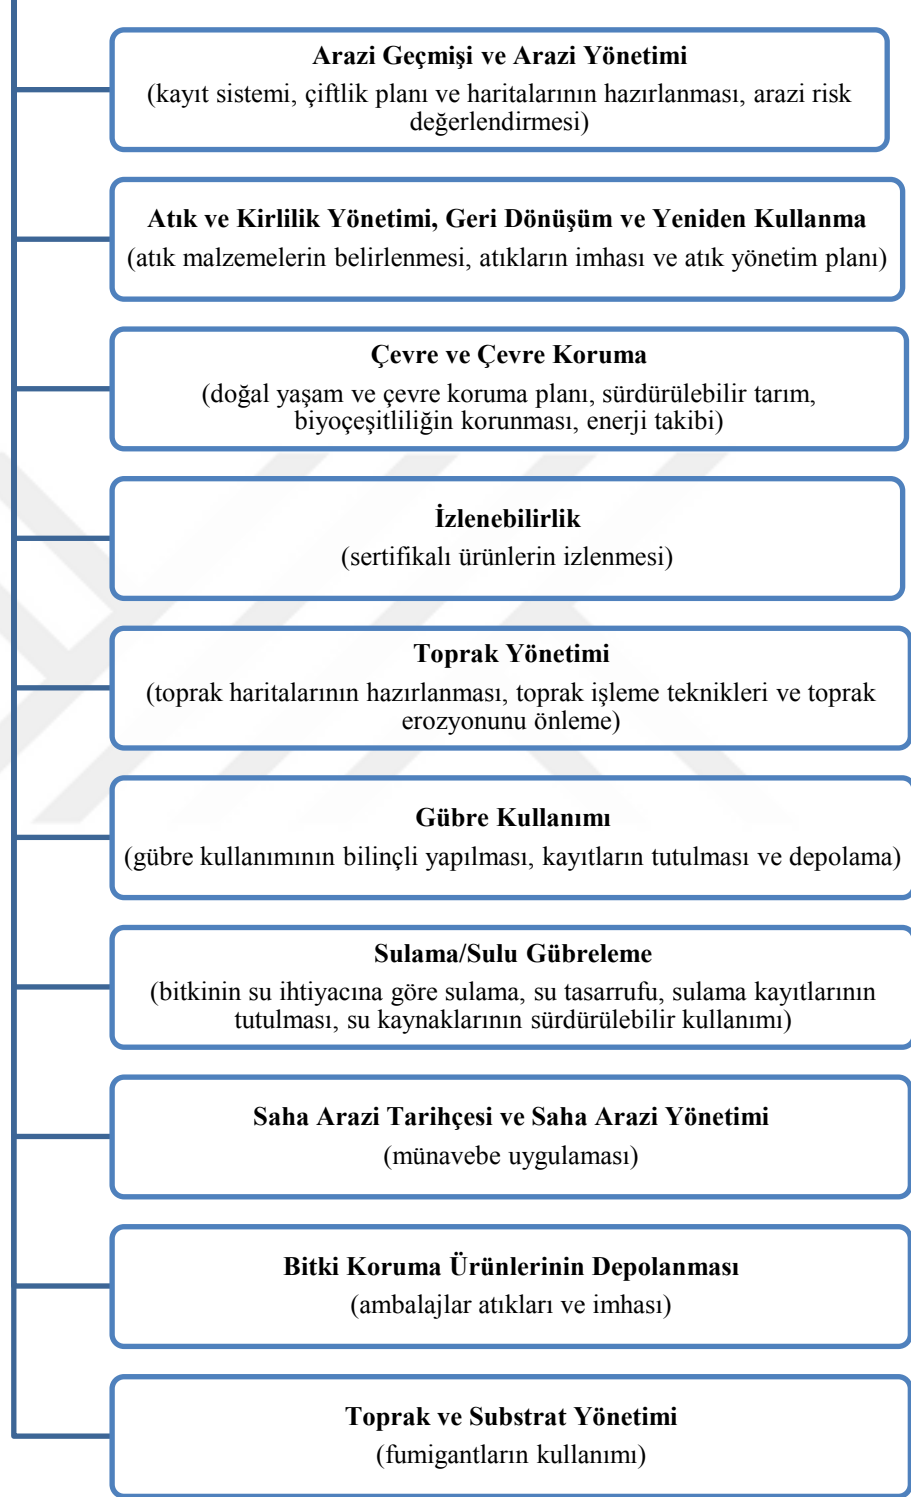 Arazi Geçmişi ve Arazi Yönetimi
(kayıt sistemi, çiftlik planı ve haritalarının hazırlanması, arazi risk
değerlendirmesi)
Atık ve Kirlilik Yönetimi, Geri Dönüşüm ve Yeniden Kullanma
(atık malzemelerin belirlenmesi, atıkların imhası ve atık yönetim planı)
Çevre ve Çevre Koruma
(doğal yaşam ve çevre koruma planı, sürdürülebilir tarım,
biyoçeşitliliğin korunması, enerji takibi)
İzlenebilirlik
(sertifikalı ürünlerin izlenmesi)
Toprak Yönetimi
(toprak haritalarının hazırlanması, toprak işleme teknikleri ve toprak
erozyonunu önleme)
Gübre Kullanımı
(gübre kullanımının bilinçli yapılması, kayıtların tutulması ve depolama)
Sulama/Sulu Gübreleme
(bitkinin su ihtiyacına göre sulama, su tasarrufu, sulama kayıtlarının
tutulması, su kaynaklarının sürdürülebilir kullanımı)
Saha Arazi Tarihçesi ve Saha Arazi Yönetimi
(münavebe uygulaması)
Bitki Koruma Ürünlerinin Depolanması
(ambalajlar atıkları ve imhası)
Toprak ve Substrat Yönetimi
(fumigantların kullanımı)